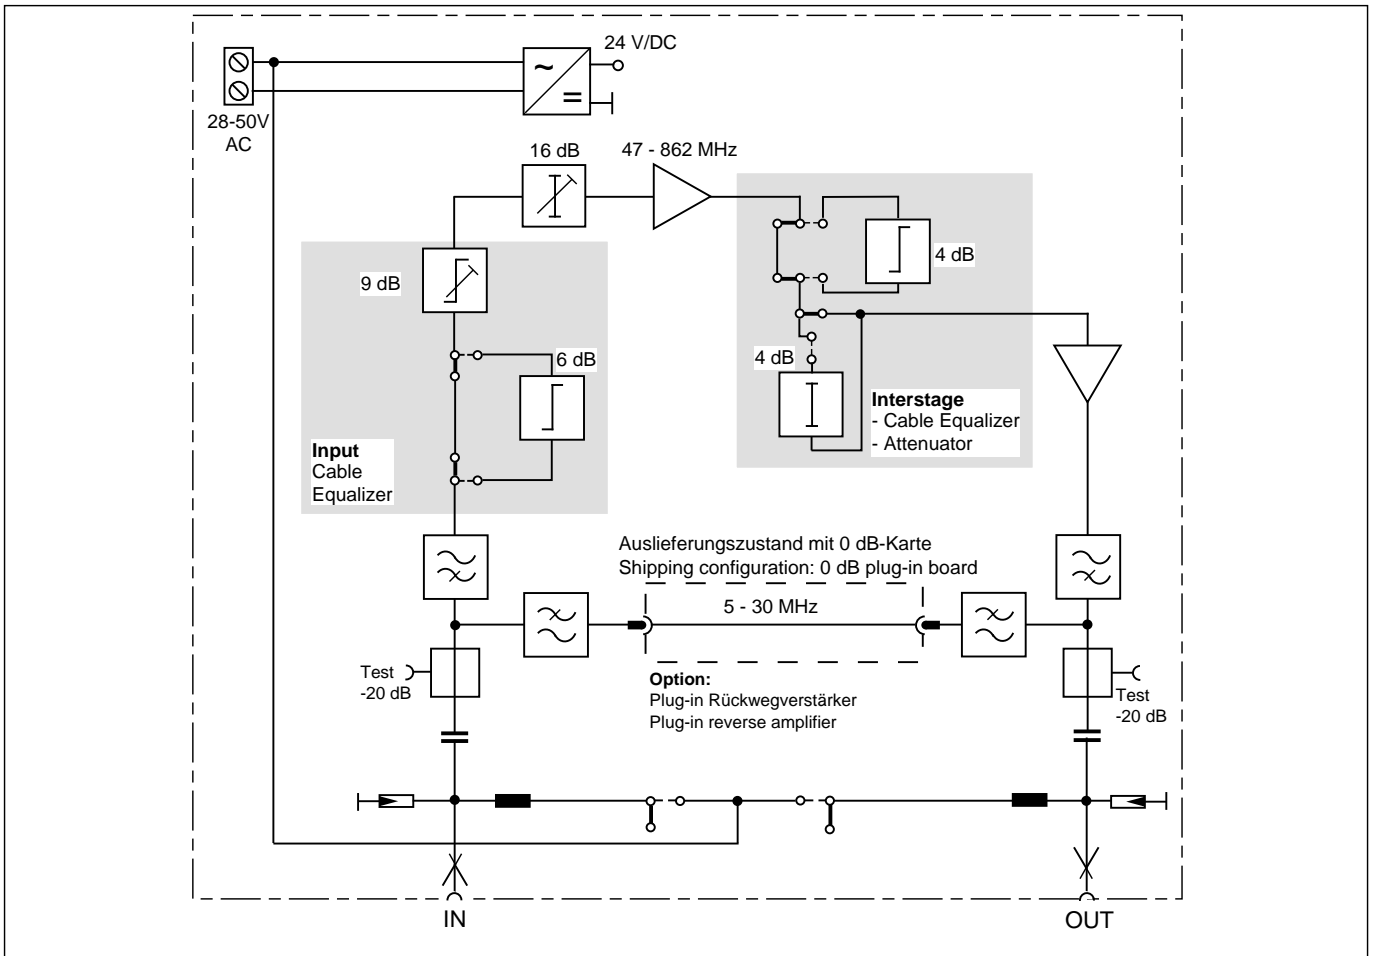 24 V/DC
28-50V
AC
16 dB
47 - 862 MHz
9 dB
4 dB
6 dB
4 dB
Interstage
- Cable Equalizer
- Attenuator
Input
Cable
Equalizer
Auslieferungszustand mit 0 dB-Karte
Shipping configuration: 0 dB plug-in board
5 - 30 MHz
Test
-20 dB
Option:
Plug-in Rückwegverstärker
Plug-in reverse amplifier
Test
-20 dB
IN
OUT